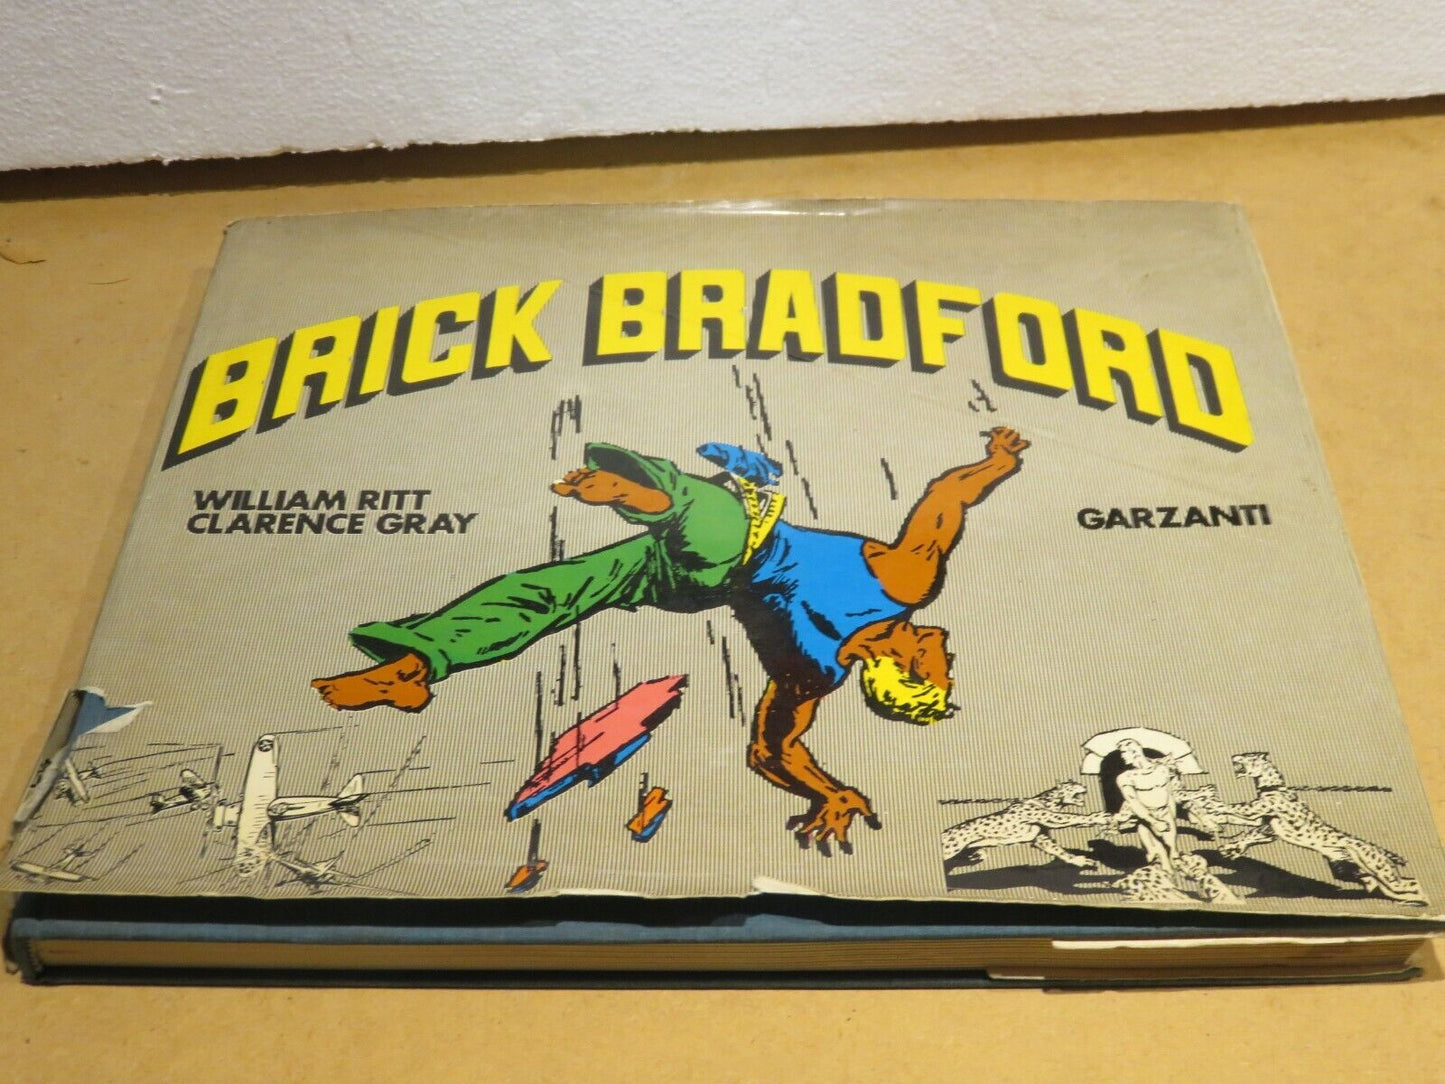 BRICK BRADFORD
WILLIAM RITT
CLARENCE GRAY
GARZANTI